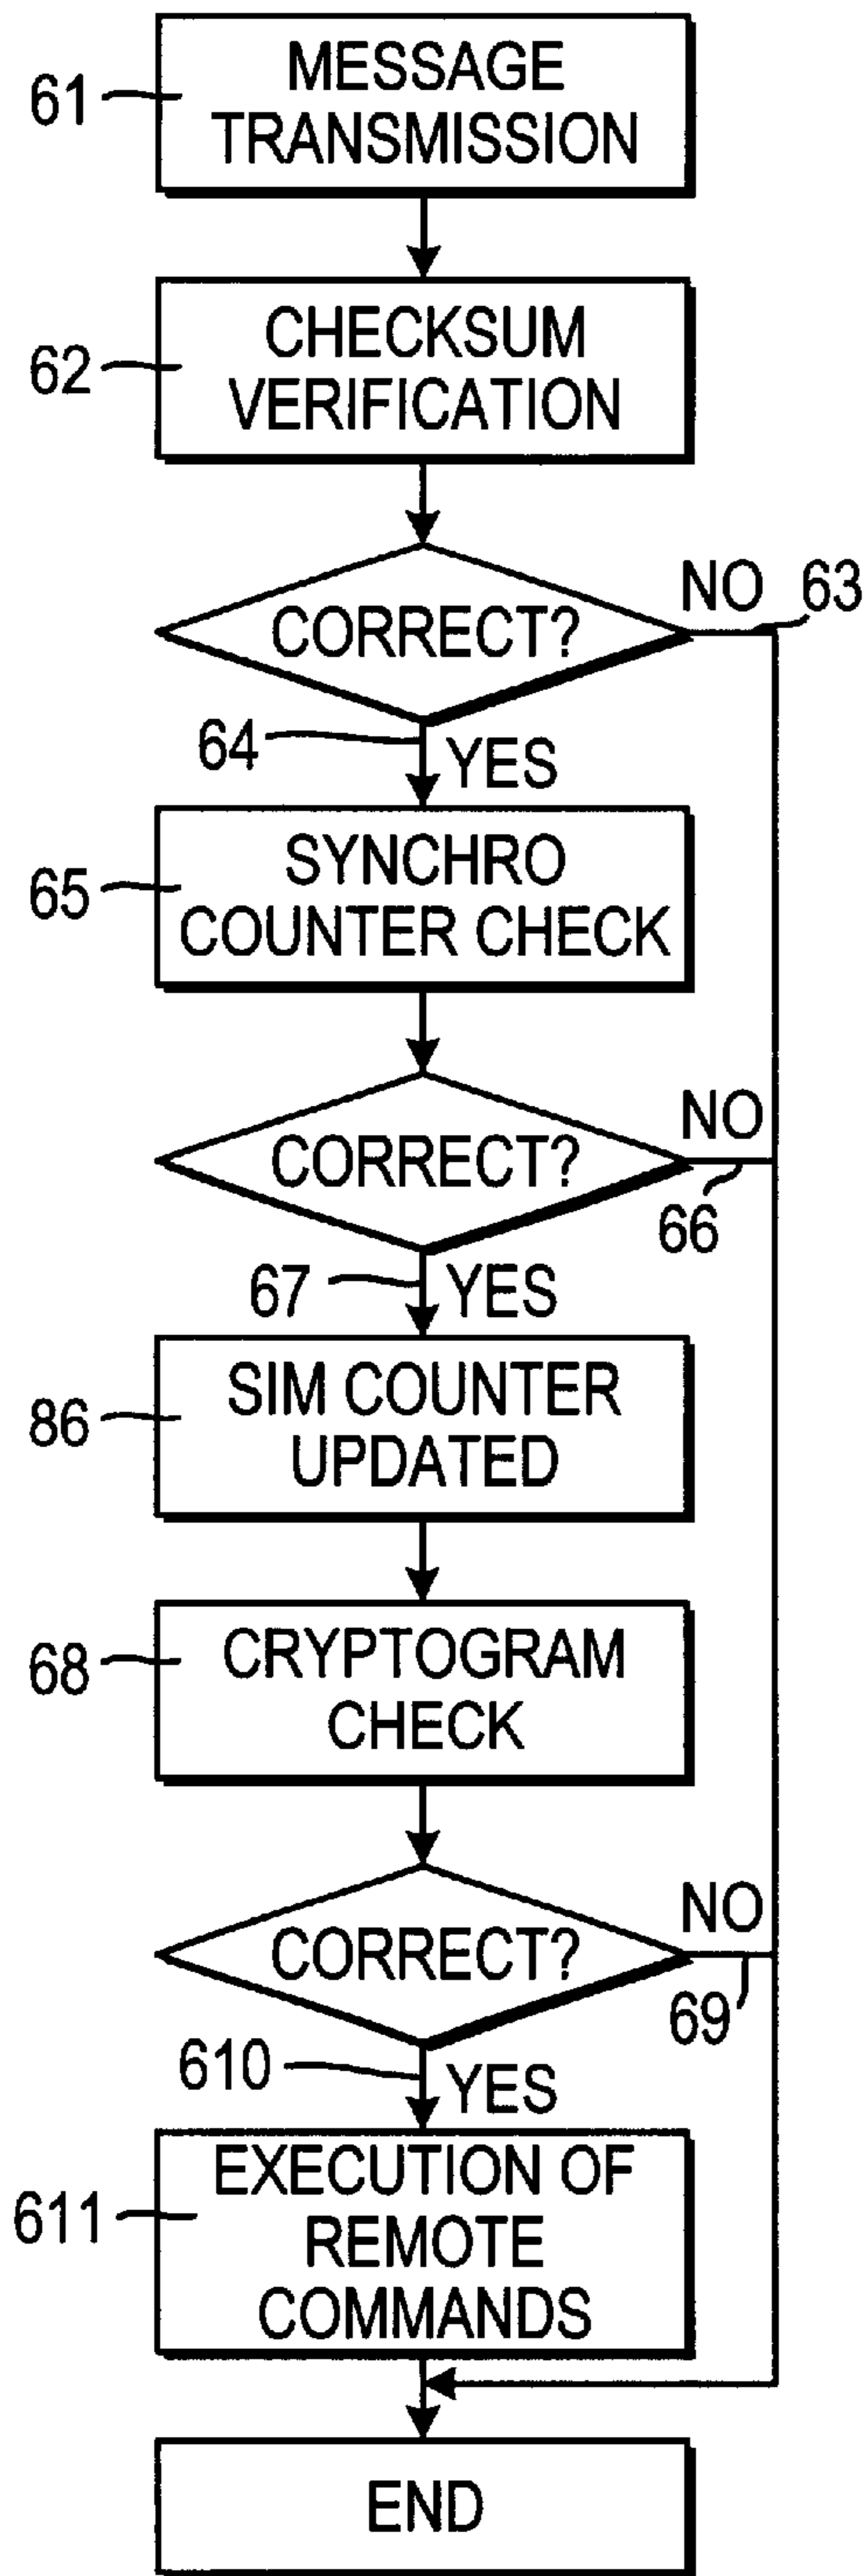 MESSAGE
TRANSMISSION
61
CHECKSUM
VERIFICATION
62
CORRECT?
NO
63
64
YES
SYNCHRO
COUNTER CHECK
65
CORRECT?
NO
66
67
YES
SIM COUNTER
UPDATED
86
CRYPTOGRAM
CHECK
68
CORRECT?
NO
69
610
YES
EXECUTION OF
REMOTE
COMMANDS
611
END